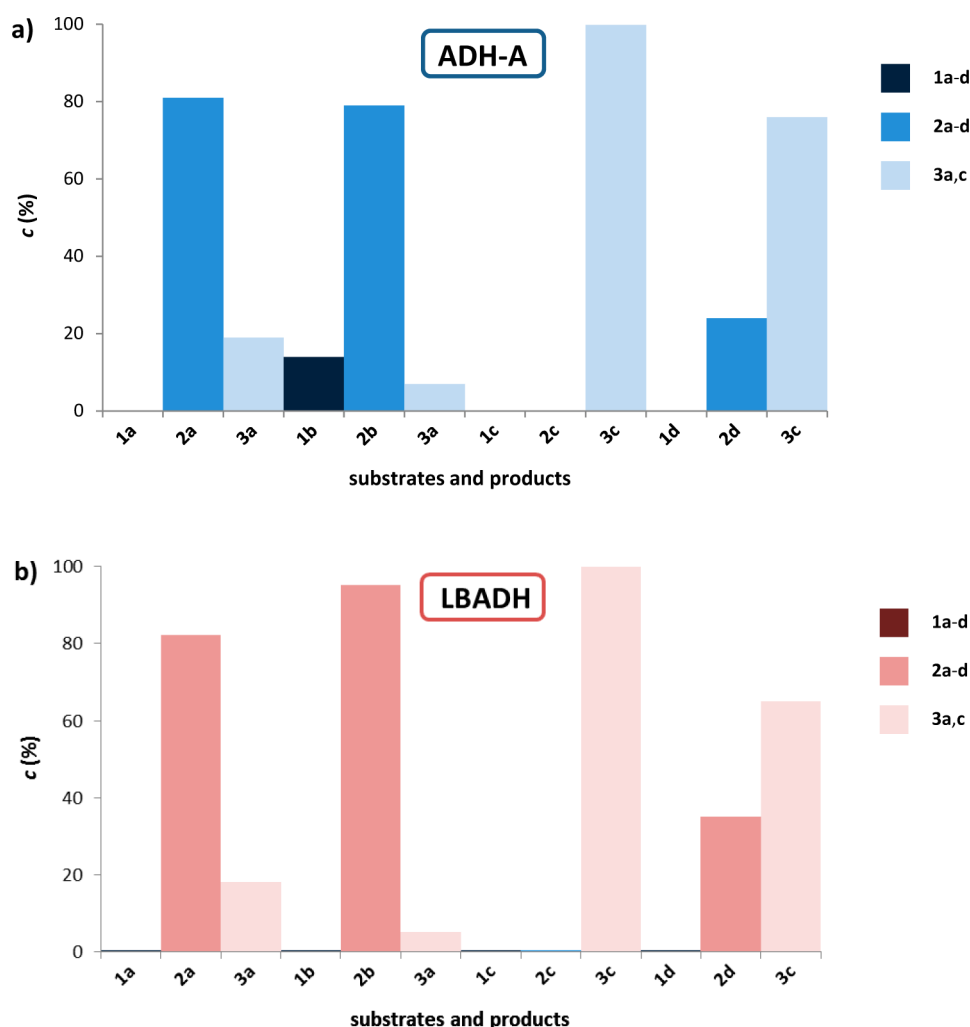 a)
ADH-A
100
80
60
40
20
0
c (%)
1a 2a 3a 1b 2b 3a 1c 2c 3c 1d 2d 3c
substrates and products
1a-d
2a-d
3a,c
b)
LBADH
100
80
60
40
20
0
c (%)
1a 2a 3a 1b 2b 3a 1c 2c 3c 1d 2d 3c
substrates and products
1a-d
2a-d
3a,c